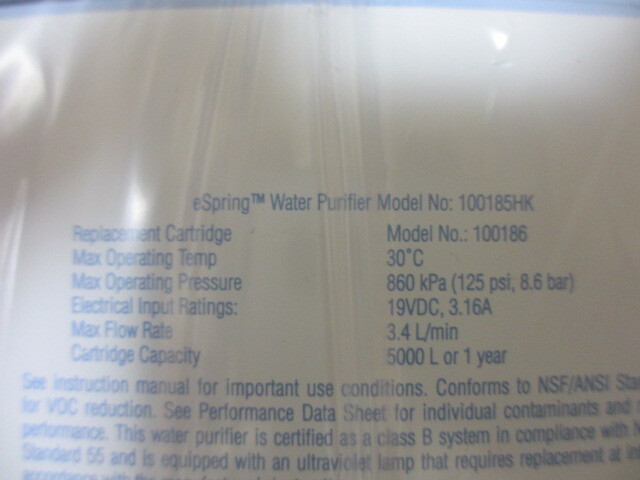 eSpring™ Water Purifier Model No: 100185HK
Replacement Cartridge Model No.: 100186
Max Operating Temp 30°C
Max Operating Pressure 860 kPa (125 psi, 8.6 bar)
Electrical Input Ratings: 19VDC, 3.16A
Max Flow Rate 3.4 L/min
Cartridge Capacity 5000 L or 1 year
See instruction manual for important use conditions. Conforms to NSF/ANSI Sta
for VOC reduction. See Performance Data Sheet for individual contaminants and
performance. This water purifier is certified as a class B system in compliance with
Standard 55 and is equipped with an ultraviolet lamp that requires replacement at